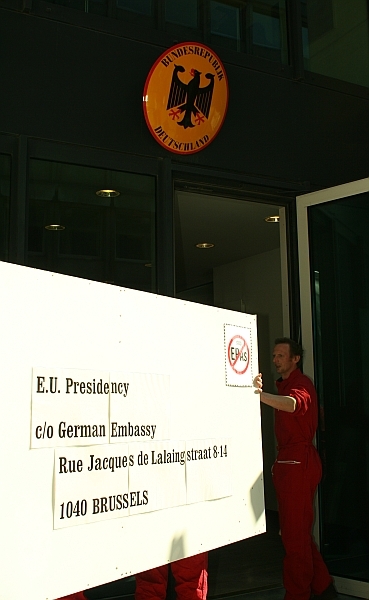 BUNDESREPUBLIK
DEUTSCHLAND
EPAS
E.U. Presidency
c/o German Embassy
Rue Jacques de Lalaingstraat 8-14
1040 BRUSSELS